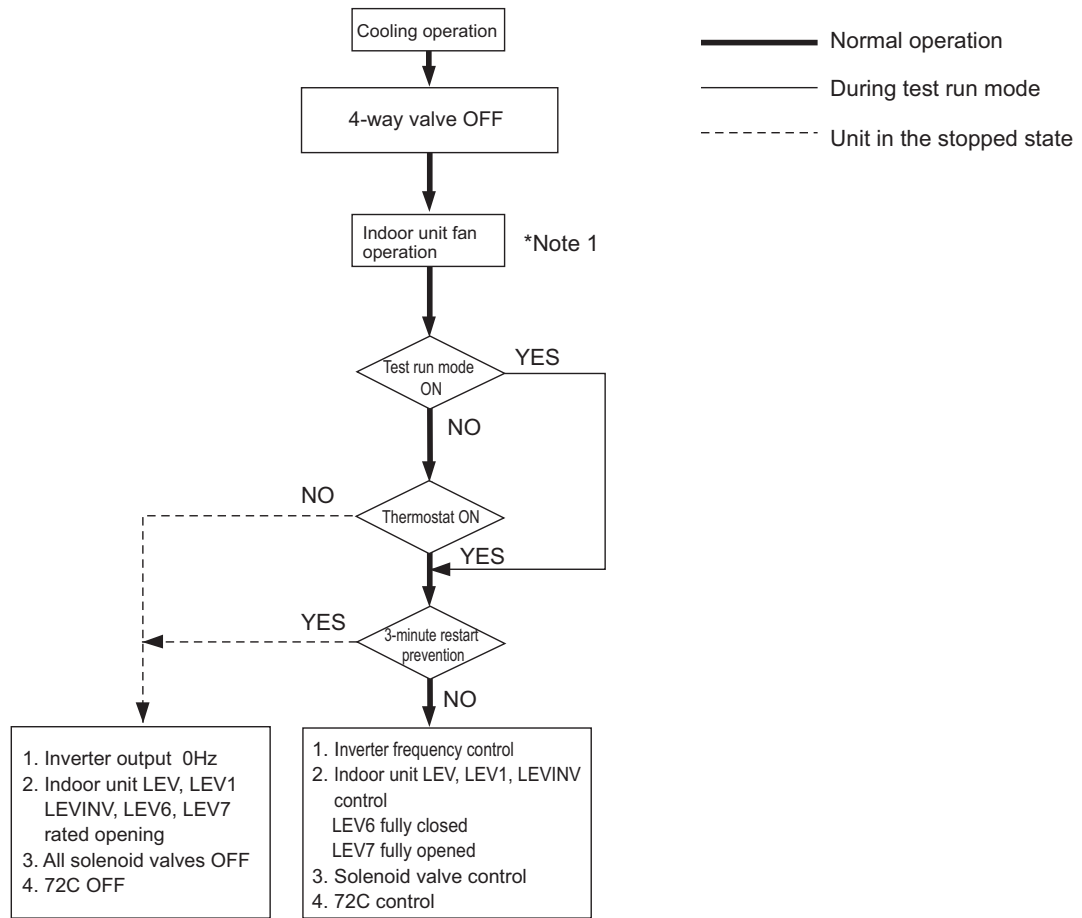 Cooling operation
Normal operation
During test run mode
Unit in the stopped state
4-way valve OFF
Indoor unit fan
operation
*Note 1
Test run mode
ON
YES
NO
NO
Thermostat ON
YES
YES
3-minute restart
prevention
NO
1. Inverter output 0Hz
2. Indoor unit LEV, LEV1
LEVINV, LEV6, LEV7
rated opening
3. All solenoid valves OFF
4. 72C OFF
1. Inverter frequency control
2. Indoor unit LEV, LEV1, LEVINV
control
LEV6 fully closed
LEV7 fully opened
3. Solenoid valve control
4. 72C control